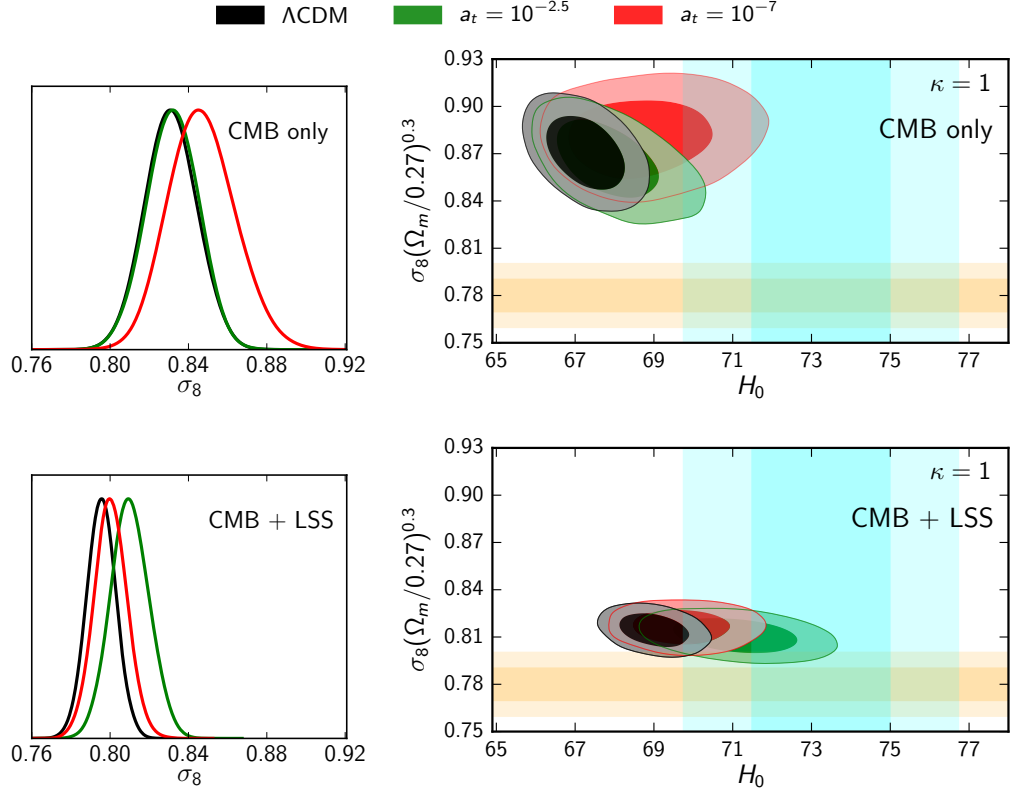 ΛCDM a_t = 10^{-2.5} a_t = 10^{-7}
CMB only
0.76 0.80 0.84 0.88 0.92
σ_8
κ = 1
CMB only
0.93
0.90
0.87
0.84
0.81
0.78
0.75
σ_8(Ω_m/0.27)^{0.3}
65 67 69 71 73 75 77
H_0
CMB + LSS
0.76 0.80 0.84 0.88 0.92
σ_8
κ = 1
CMB + LSS
0.93
0.90
0.87
0.84
0.81
0.78
0.75
σ_8(Ω_m/0.27)^{0.3}
65 67 69 71 73 75 77
H_0